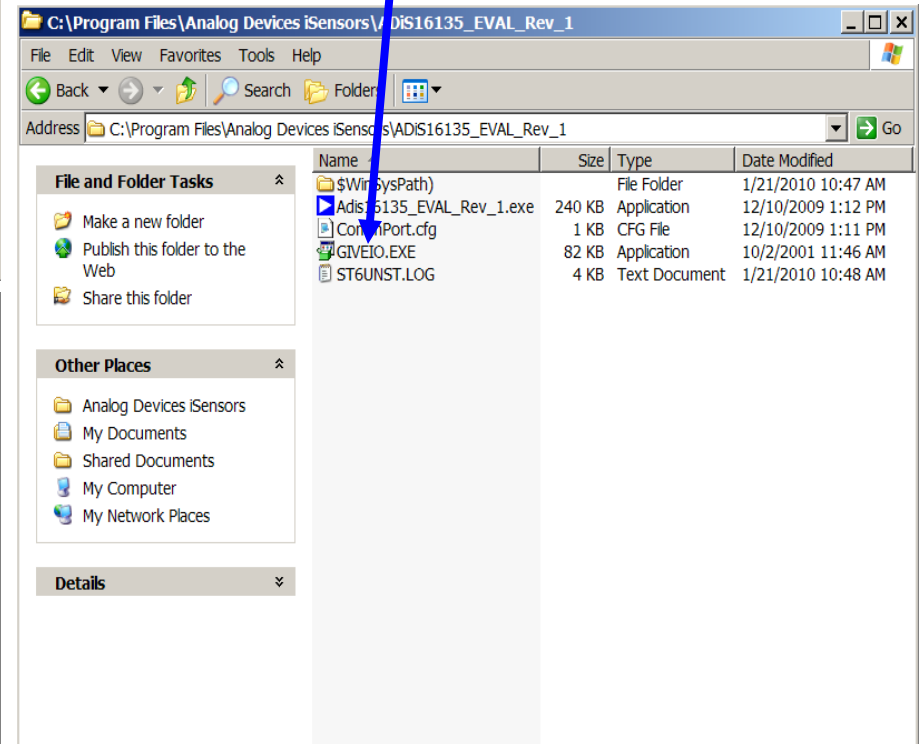 C:\Program Files\Analog Devices iSensors\ADiS16135_EVAL_Rev_1
File Edit View Favorites Tools Help
Back Search Folders
Address C:\Program Files\Analog Devices iSensors\ADiS16135_EVAL_Rev_1 Go
Name Size Type Date Modified
$WinSysPath) File Folder 1/21/2010 10:47 AM
Adis16135_EVAL_Rev_1.exe 240 KB Application 12/10/2009 1:12 PM
CommPort.cfg 1 KB CFG File 12/10/2009 1:11 PM
GIVEIO.EXE 82 KB Application 10/2/2001 11:46 AM
ST6UNST.LOG 4 KB Text Document 1/21/2010 10:48 AM
File and Folder Tasks
Make a new folder
Publish this folder to the
Web
Share this folder
Other Places
Analog Devices iSensors
My Documents
Shared Documents
My Computer
My Network Places
Details